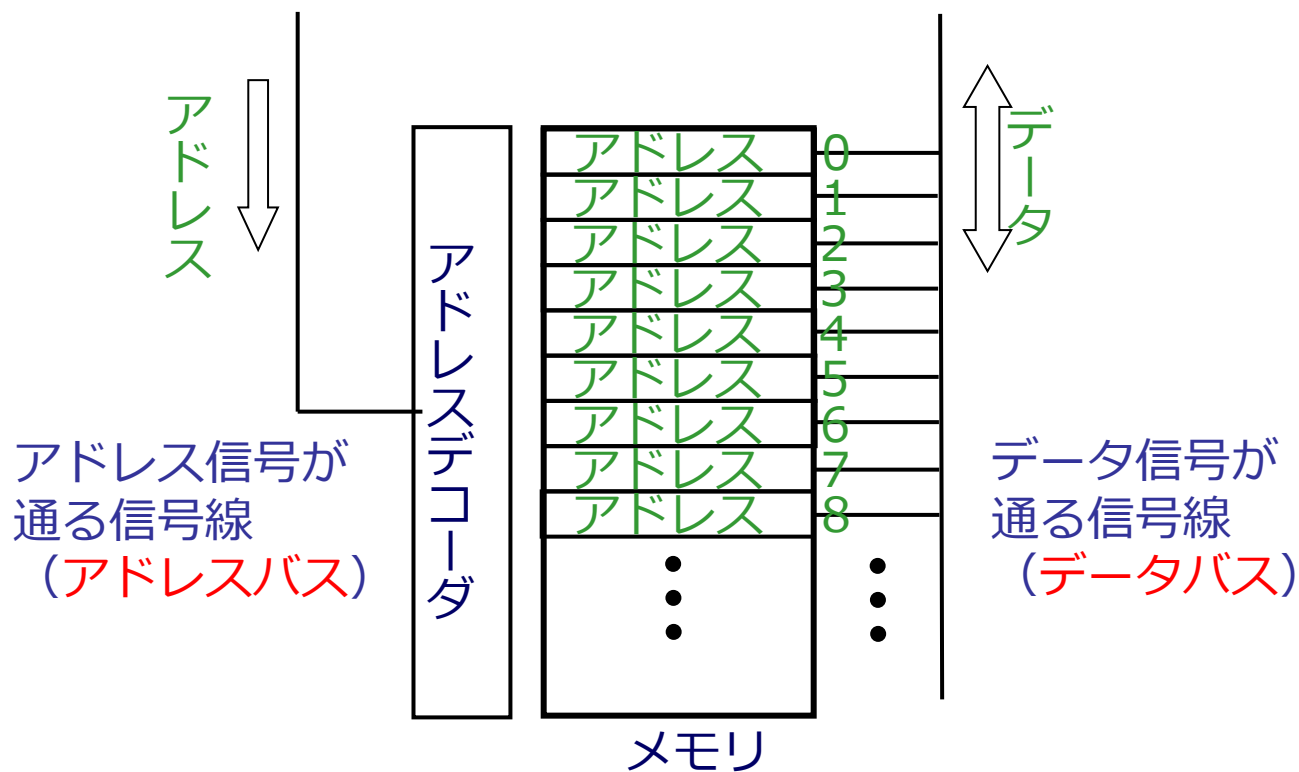 アドレス
アドレス信号が
通る信号線
（アドレスバス）
アドレスデコーダ
アドレス 0
アドレス 1
アドレス 2
アドレス 3
アドレス 4
アドレス 5
アドレス 6
アドレス 7
アドレス 8
メモリ
データ
データ信号が
通る信号線
（データバス）